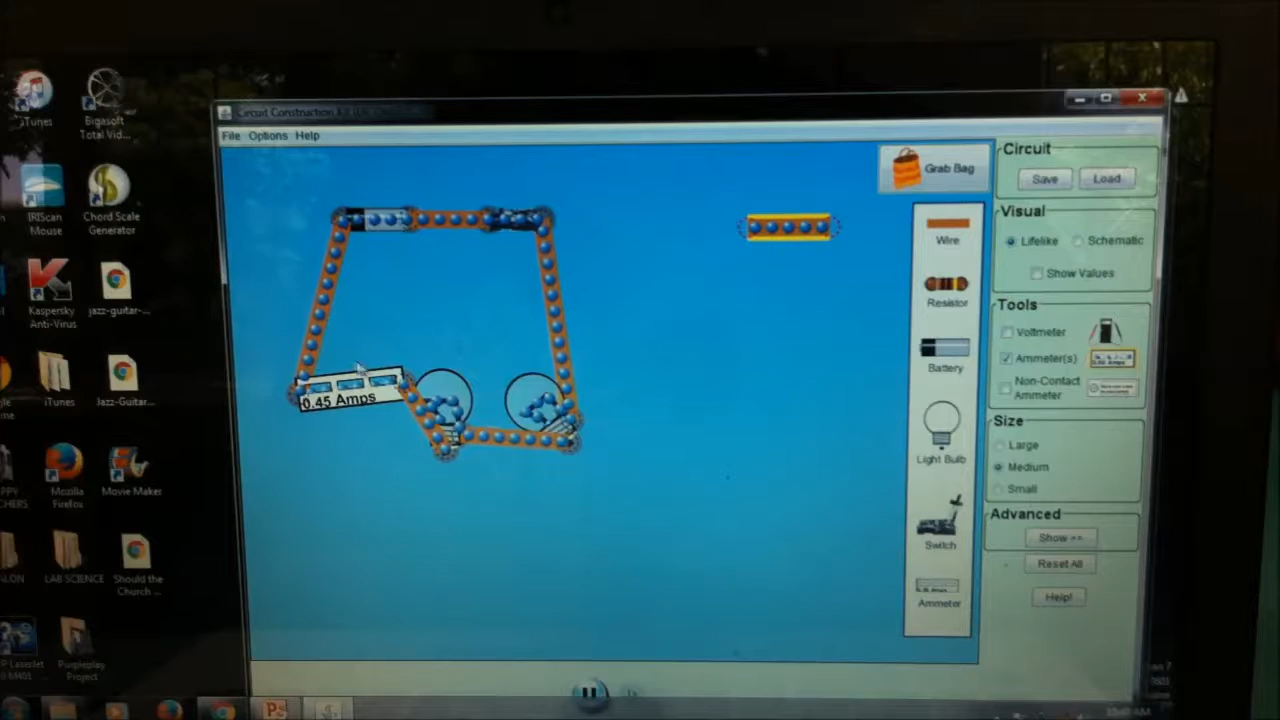 iTunes
Bigasoft
Total Vid...
IRIScan
Mouse
Chord Scale
Generator
Kaspersky
Anti-Virus
jazz-guitar-...
iTunes
Jazz-Guitar...
Mozilla
Firefox
Movie Maker
LAB SCIENCE
Should the
Church ...
Purpleplay
Project
Circuit Construction Kit
File Options Help
Grab Bag
0.45 Amps
Wire
Resistor
Battery
Light Bulb
Switch
Ammeter
Circuit
Save Load
Visual
Lifelike Schematic
Show Values
Tools
Voltmeter
Ammeter(s)
Non-Contact
Ammeter
Size
Large
Medium
Small
Advanced
Show >>
Reset All
Help!